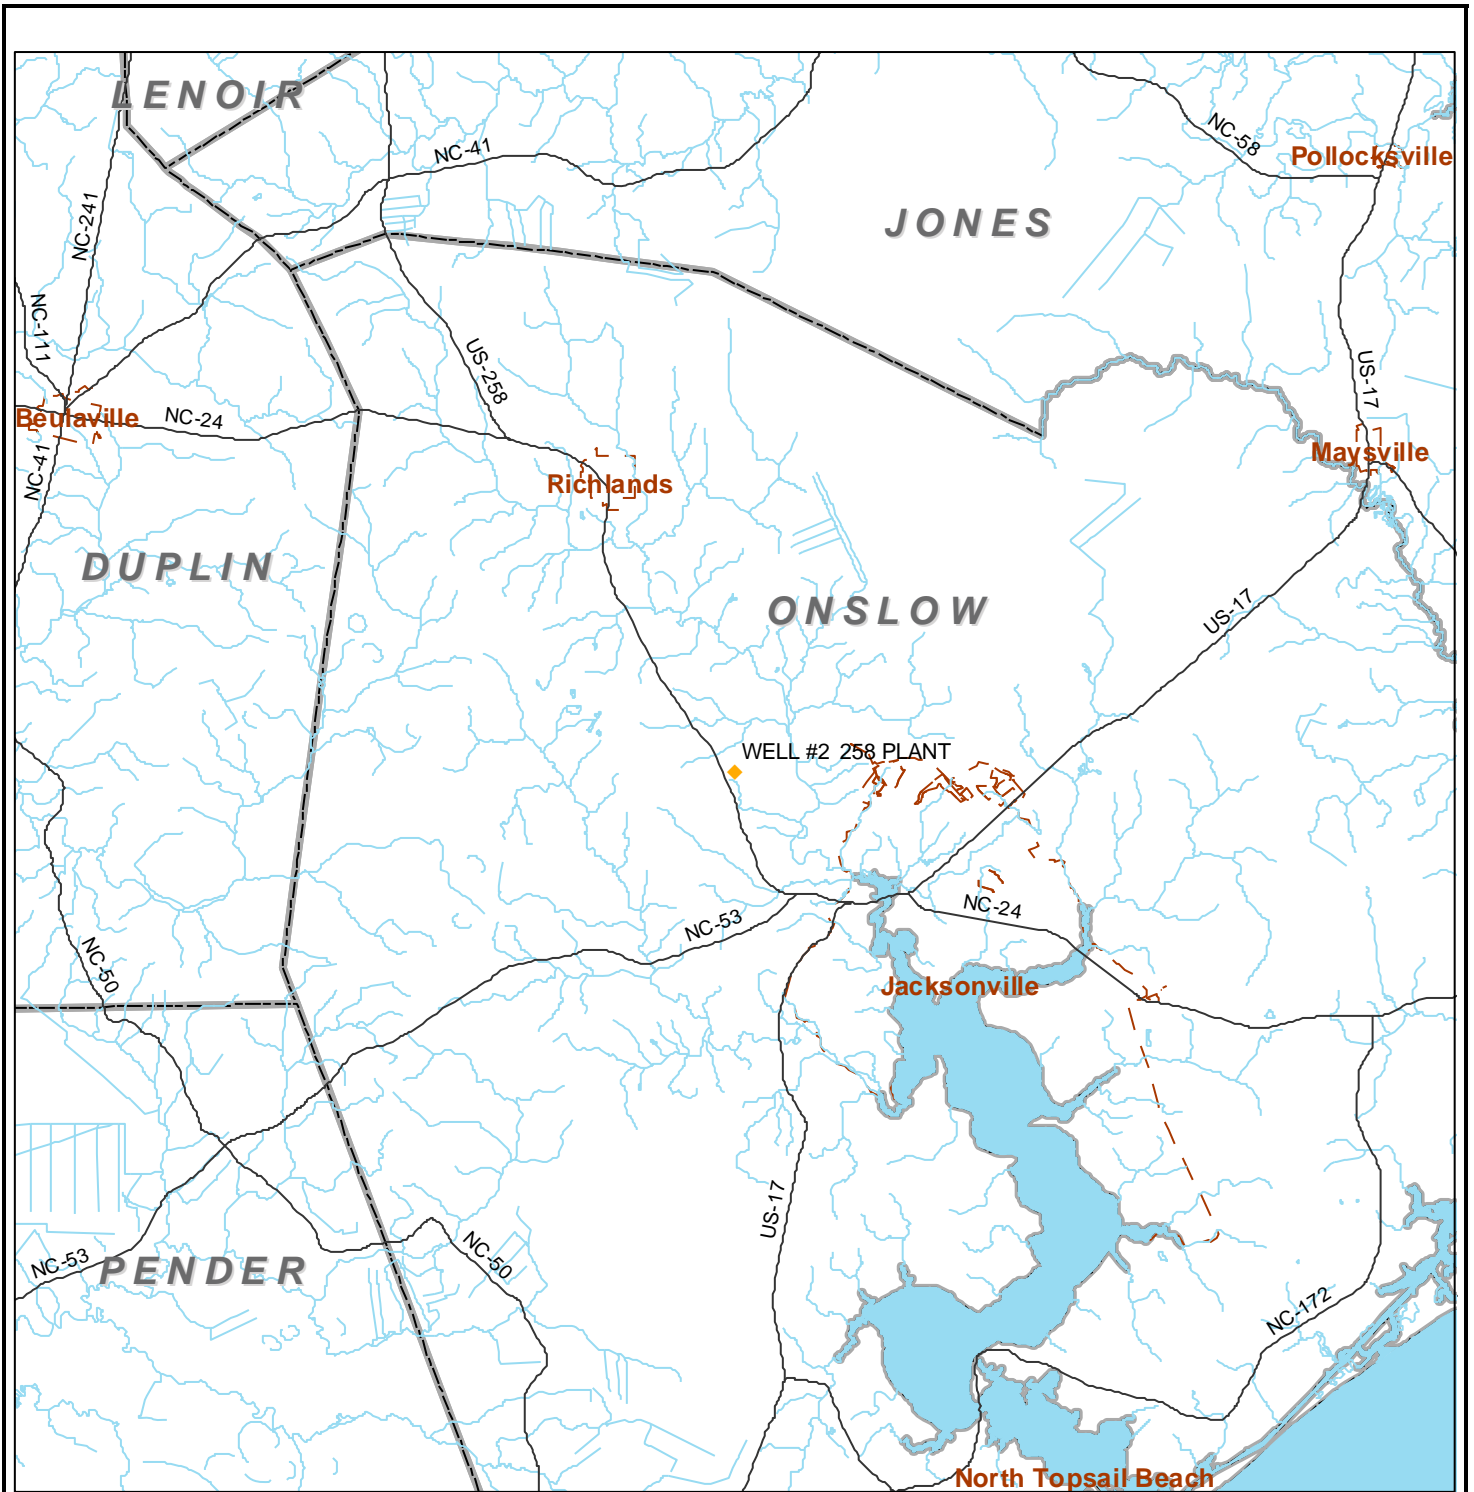 LENOIR
NC-41
NC-58
Pollocksville
NC-241
JONES
NC-111
US-258
US-17
Beulaville
NC-24
Maysville
NC-41
Richlands
DUPLIN
ONSLOW
US-17
WELL #2 258 PLANT
NC-24
NC-53
NC-50
Jacksonville
US-17
NC-53
PENDER
NC-50
NC-172
North Topsail Beach